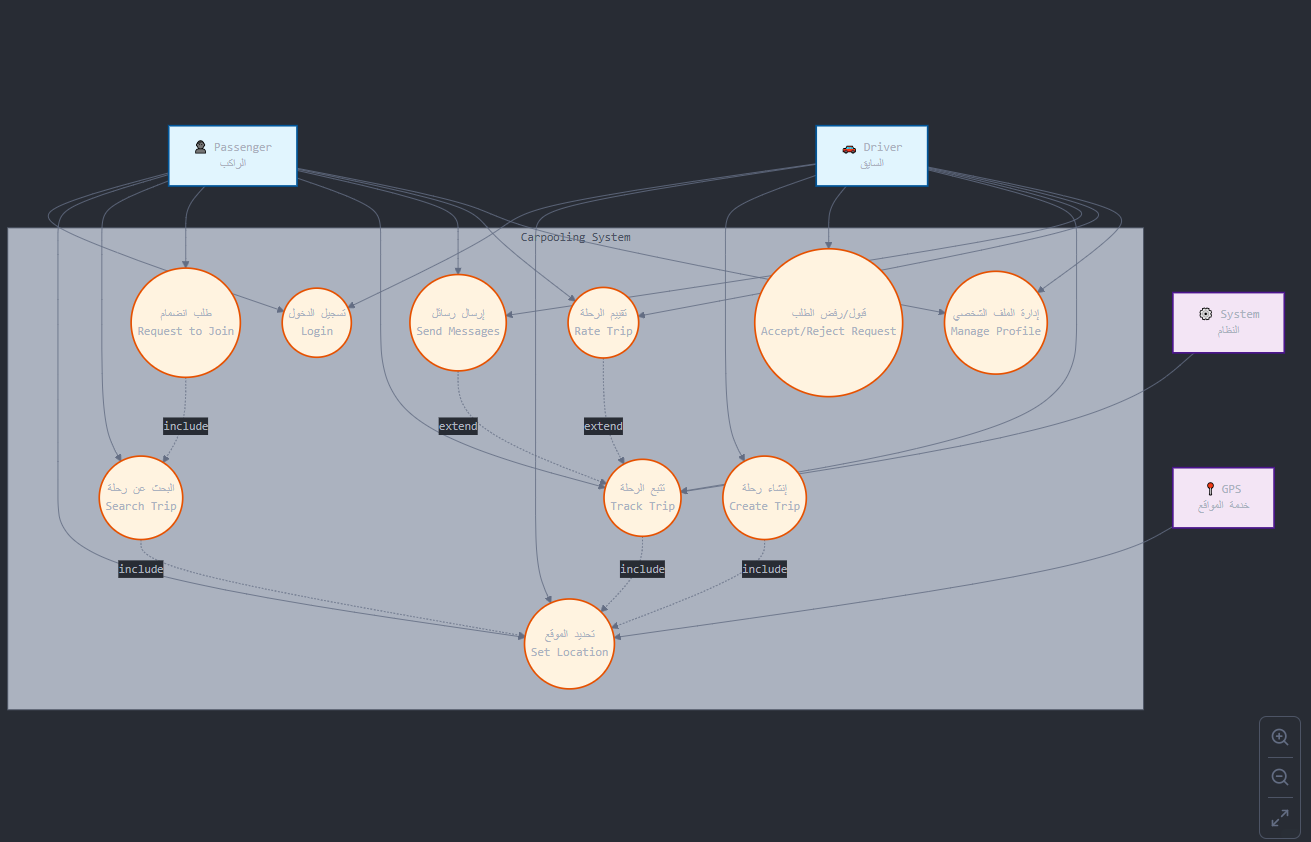 Passenger
الراكب
Driver
السايق
Carpooling System
طلب انضمام
Request to Join
تسجيل الدخول
Login
إرسال رسائل
Send Messages
تقييم الرحلة
Rate Trip
قبول/رفض الطلب
Accept/Reject Request
إدارة الملف الشخصي
Manage Profile
System
النظام
include
extend
extend
البحث عن رحلة
Search Trip
تتبع الرحلة
Track Trip
إنشاء رحلة
Create Trip
GPS
خدمة المواقع
include
include
include
تحديد الموقع
Set Location